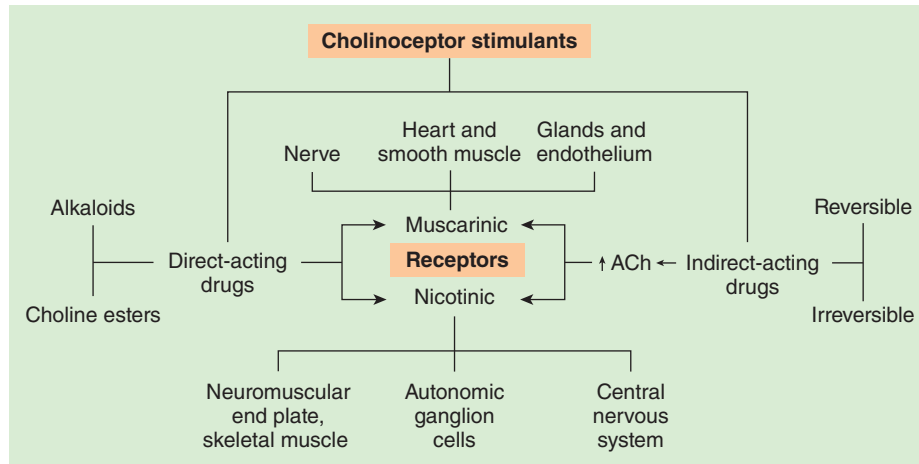 Cholinoceptor stimulants
Nerve
Heart and
smooth muscle
Glands and
endothelium
Alkaloids
Choline esters
Direct-acting
drugs
Muscarinic
Receptors
Nicotinic
↑ ACh
Indirect-acting
drugs
Reversible
Irreversible
Neuromuscular
end plate,
skeletal muscle
Autonomic
ganglion
cells
Central
nervous
system